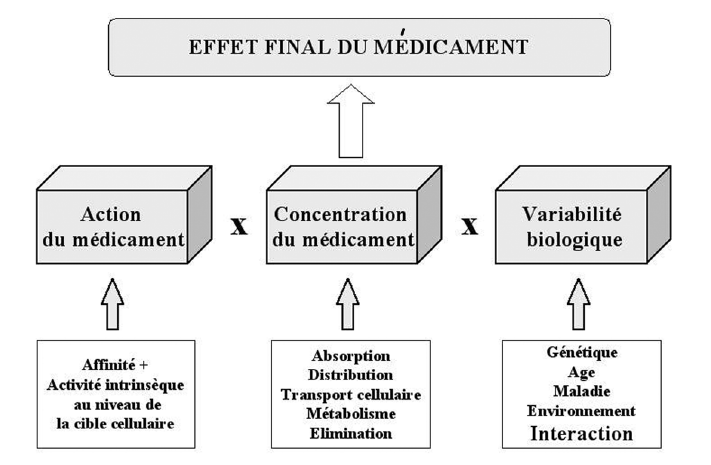 EFFET FINAL DU MÉDICAMENT
Action
du médicament
x
Concentration
du médicament
x
Variabilité
biologique
Affinité +
Activité intrinsèque
au niveau de
la cible cellulaire
Absorption
Distribution
Transport cellulaire
Métabolisme
Elimination
Génétique
Age
Maladie
Environnement
Interaction